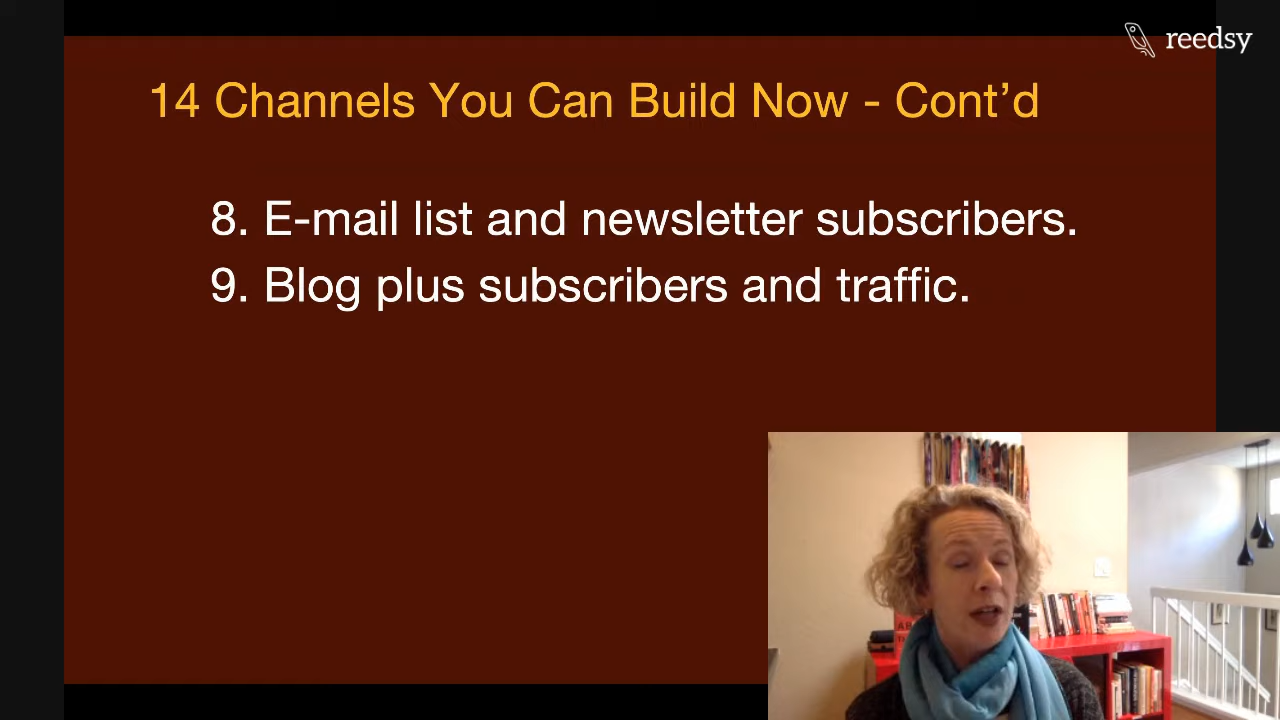 reedsy
14 Channels You Can Build Now - Cont’d
8. E-mail list and newsletter subscribers.
9. Blog plus subscribers and traffic.